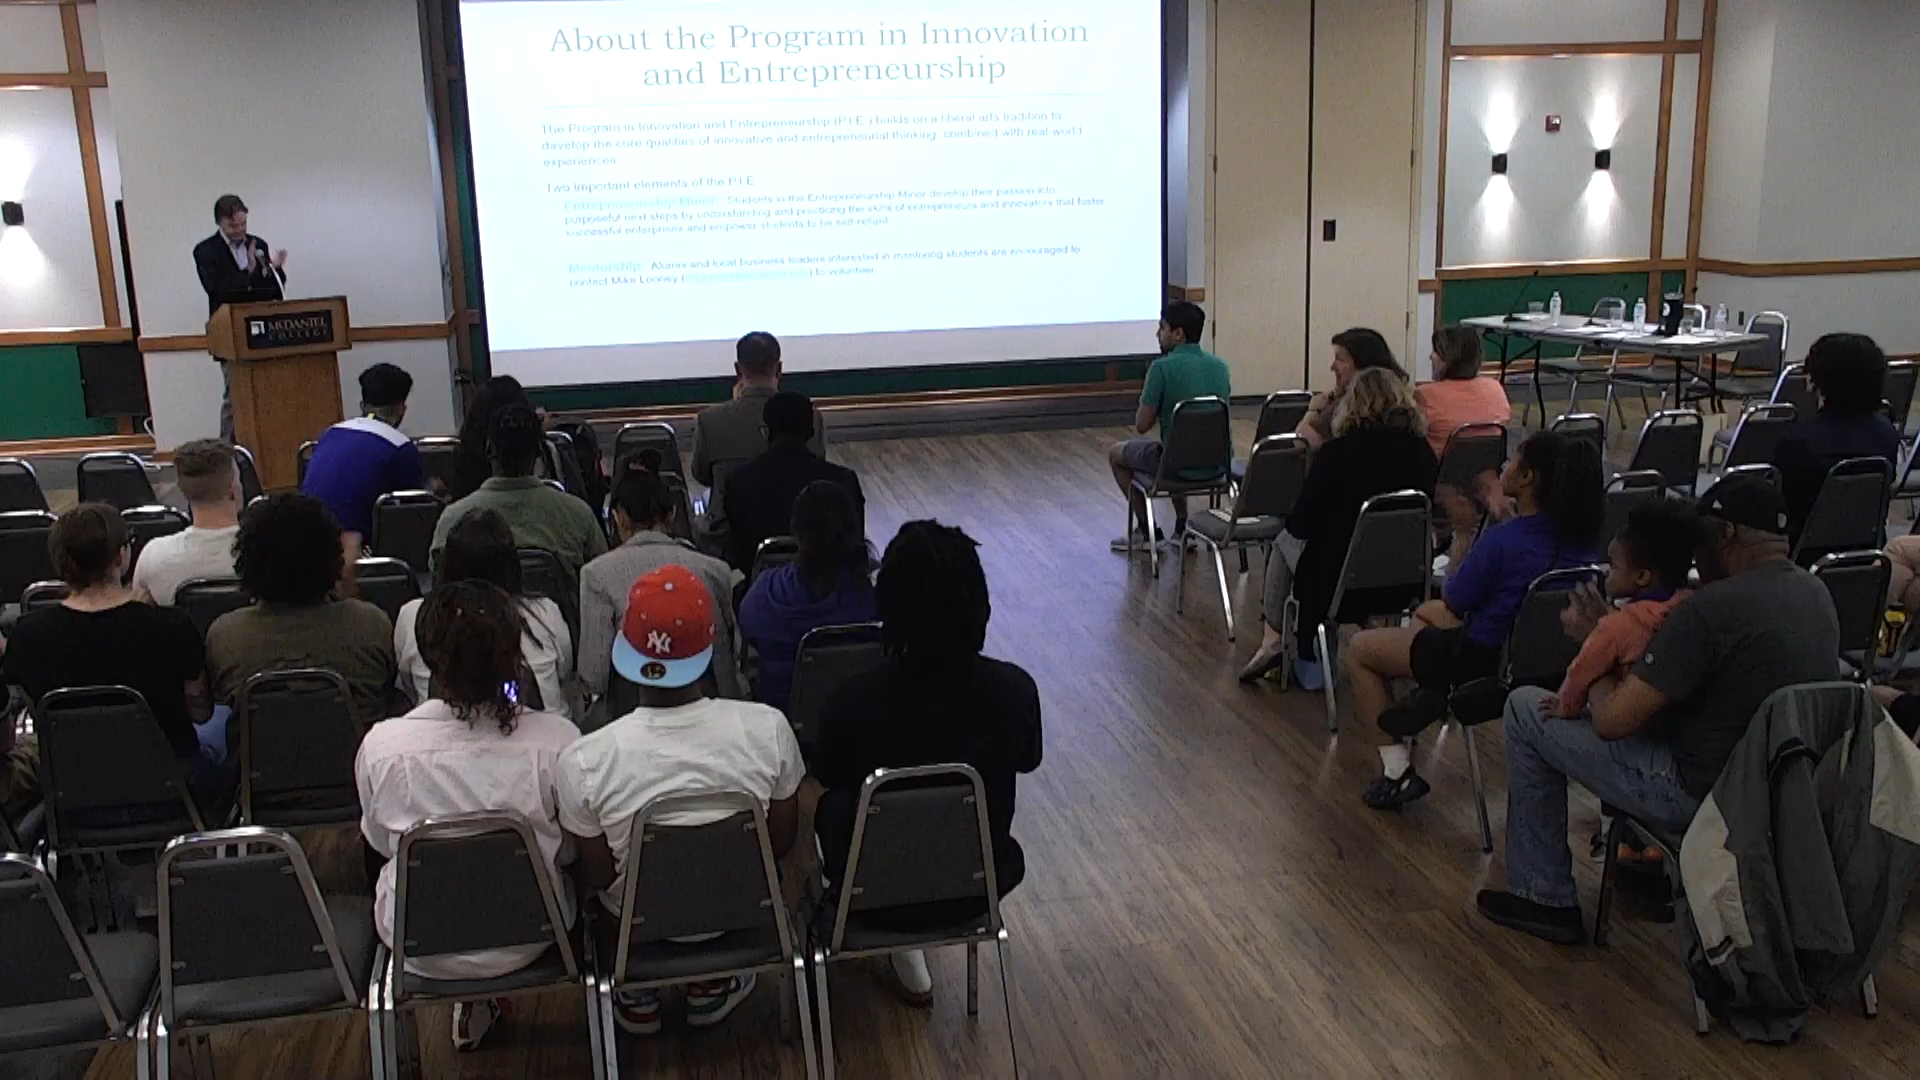 About the Program in Innovation
and Entrepreneurship
The Program in Innovation and Entrepreneurship (P.I.E.) builds on a liberal arts tradition to
develop the core qualities of innovative and entrepreneurial thinking, combined with real-world
experiences.
Two important elements of the P.I.E.
Entrepreneurship Minor: Students in the Entrepreneurship Minor develop their passion into
purposeful next steps by understanding and practicing the skills of entrepreneurs and innovators that foster
successful enterprises and empower students to be self-reliant.
Mentorship: Alumni and local business leaders interested in mentoring students are encouraged to
contact Mike Looney ( ) to volunteer.
McDANIEL
COLLEGE
NY